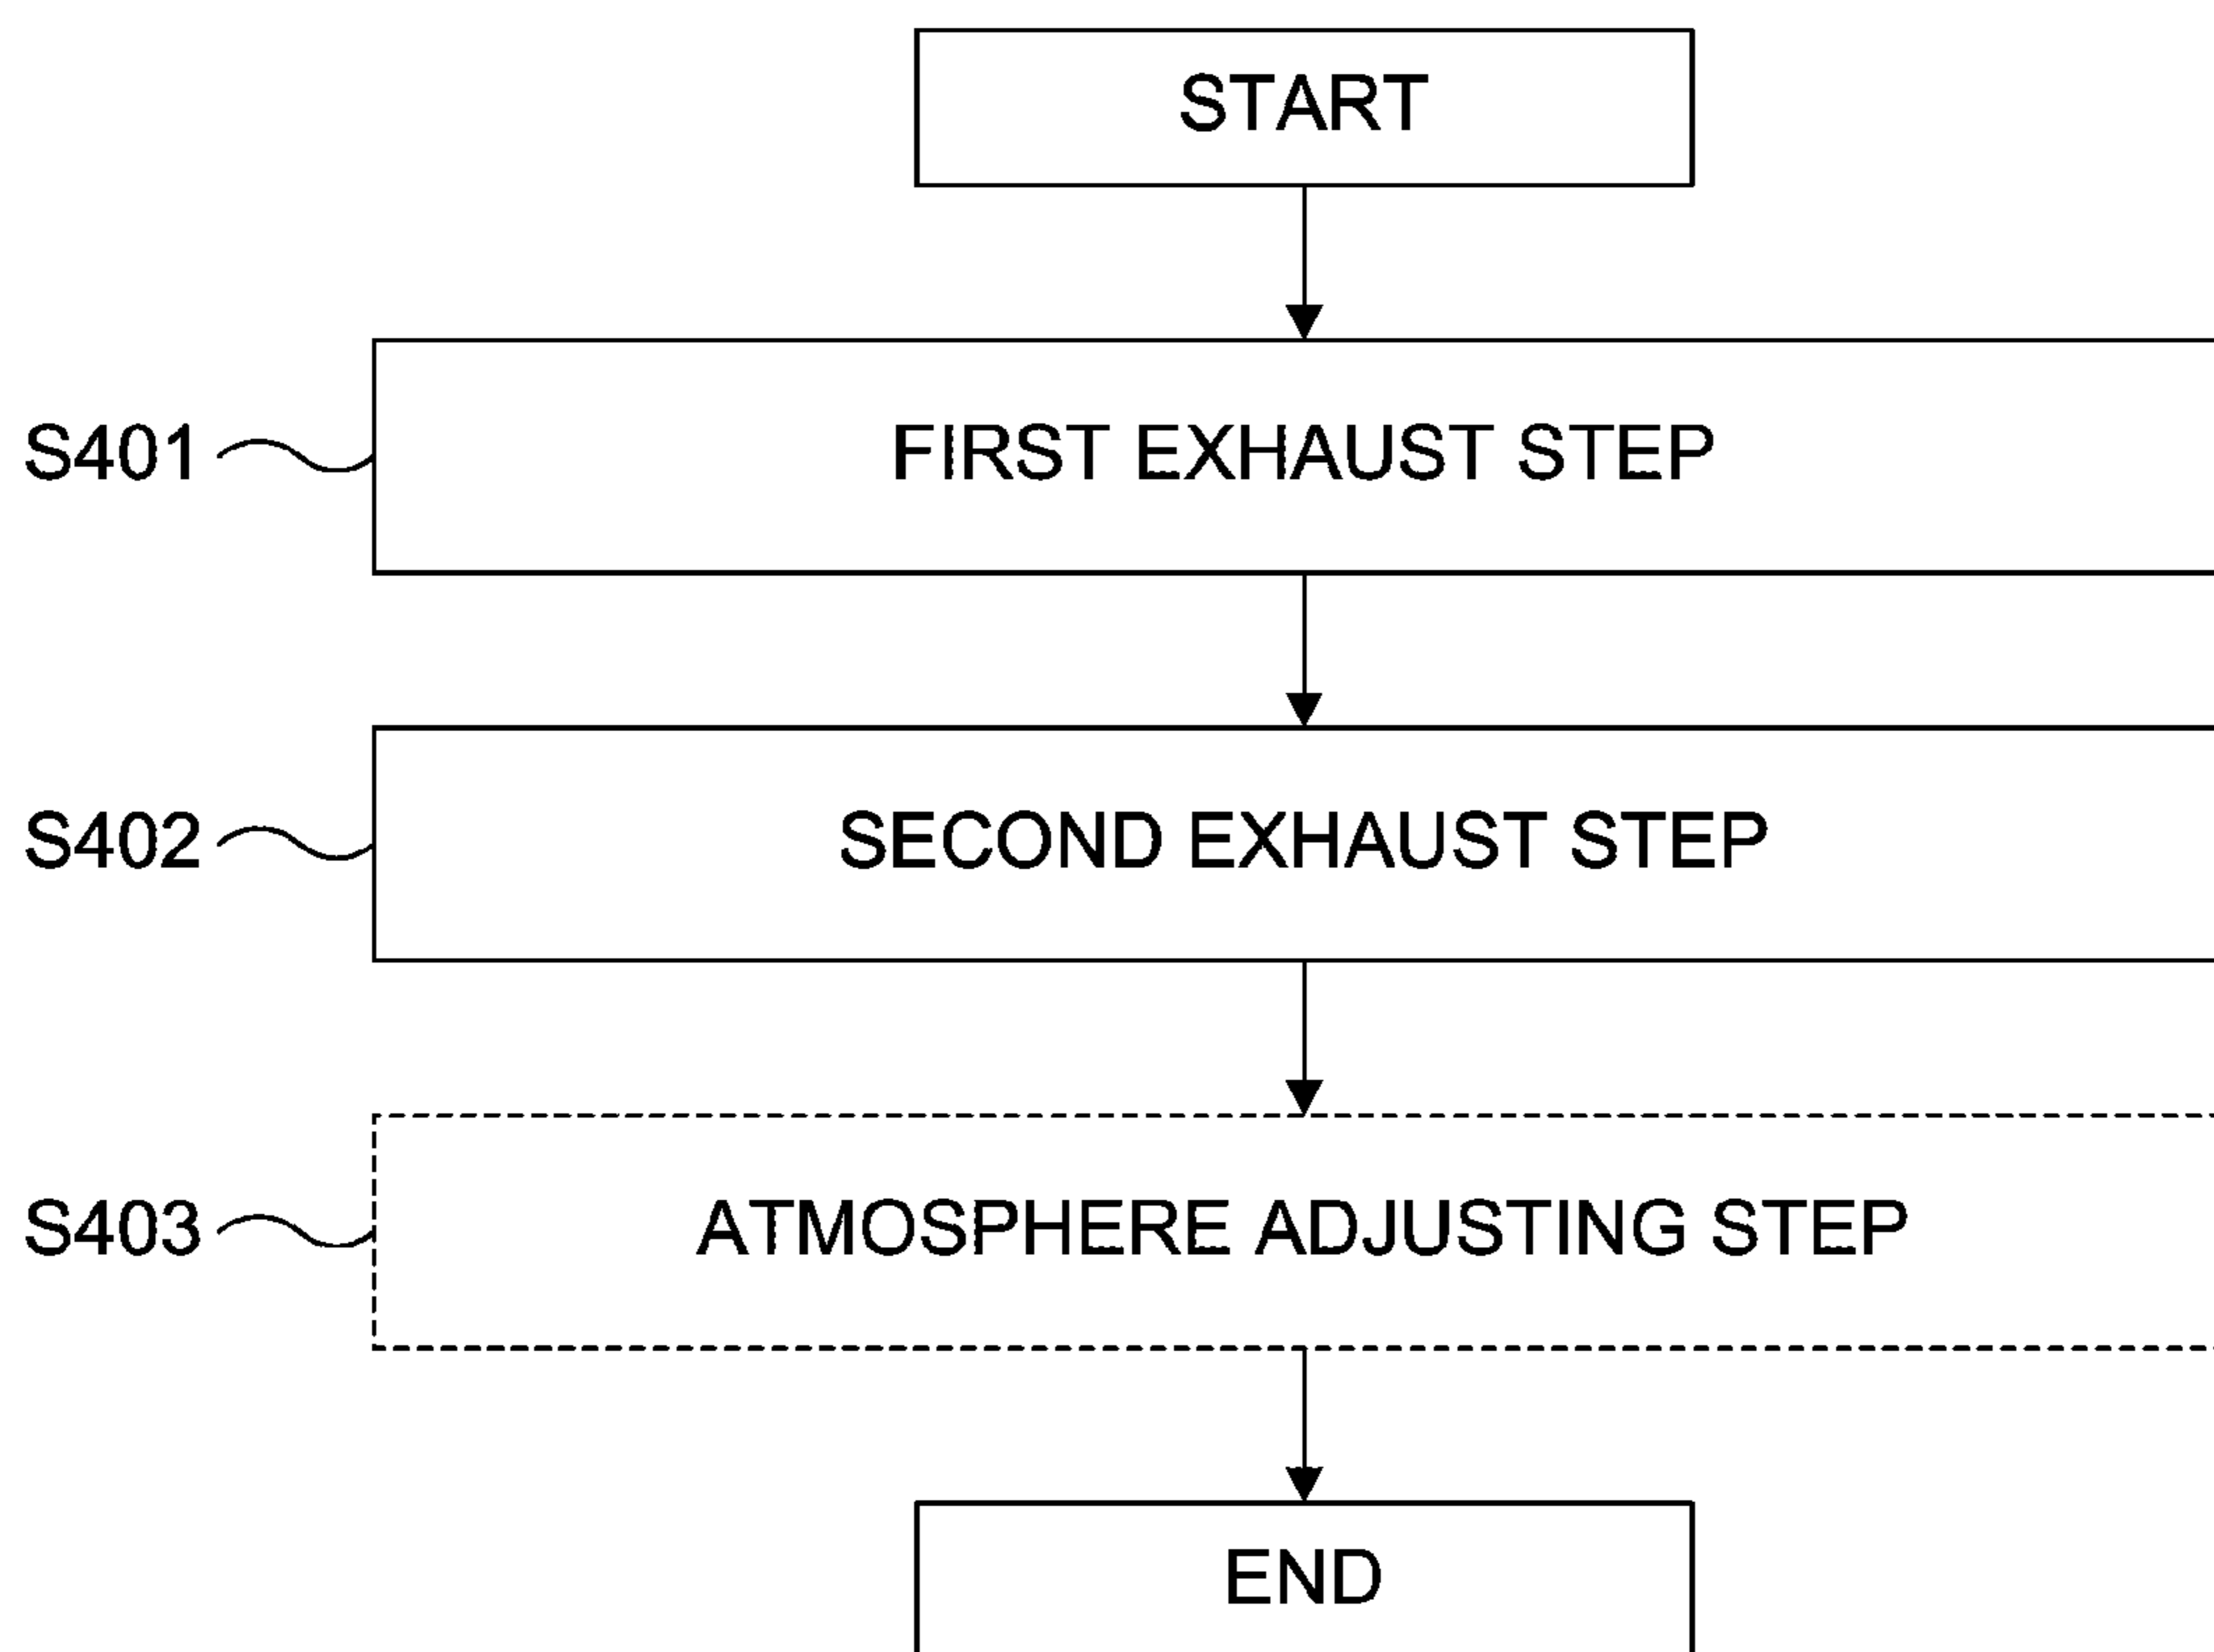 START
S401 FIRST EXHAUST STEP
S402 SECOND EXHAUST STEP
S403 ATMOSPHERE ADJUSTING STEP
END